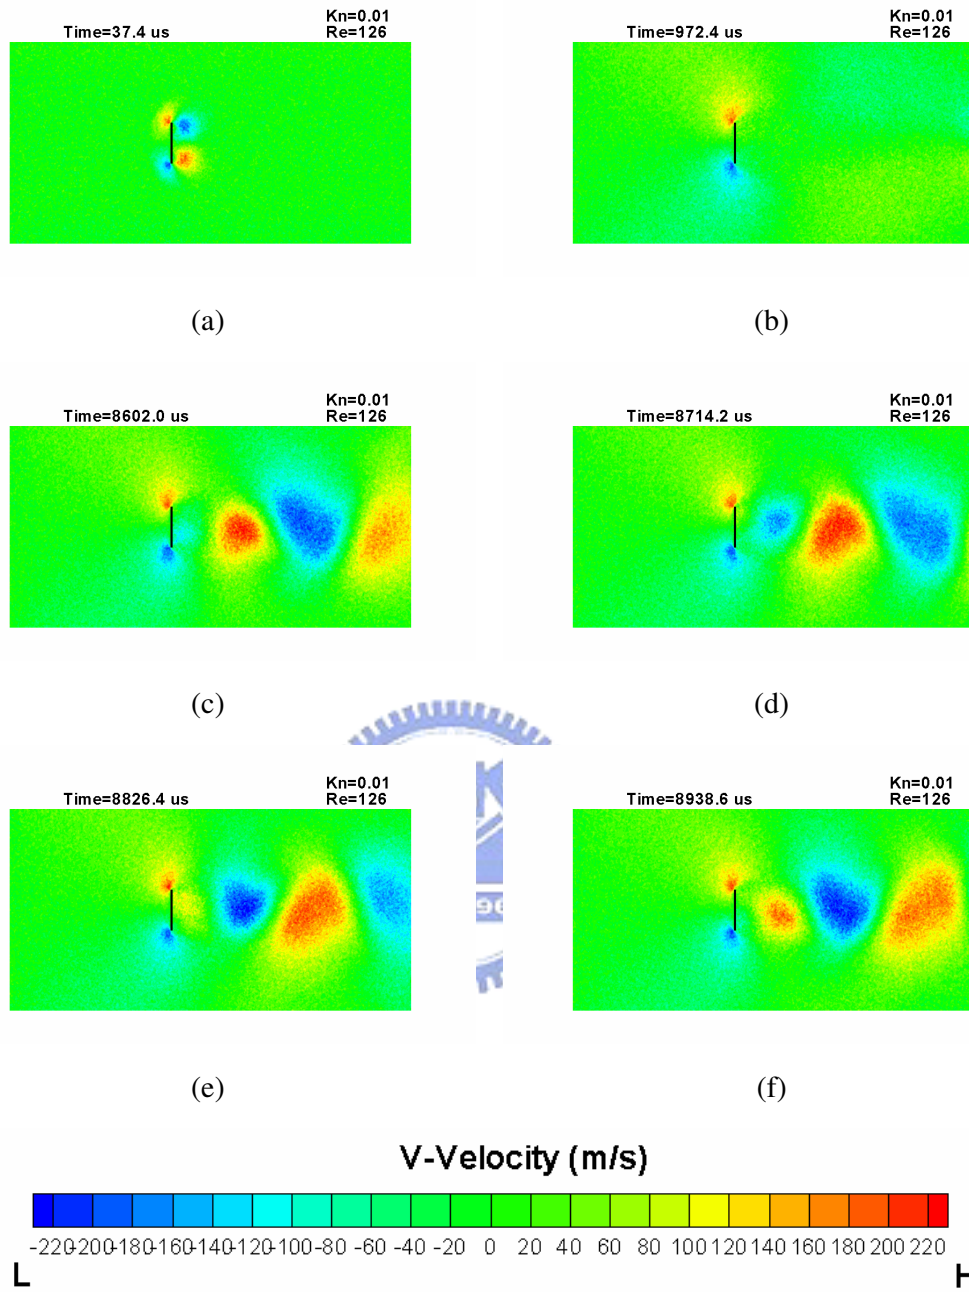 Kn=0.01
Time=37.4 us Re=126
Kn=0.01
Time=972.4 us Re=126
(a) (b)
Kn=0.01
Time=8602.0 us Re=126
Kn=0.01
Time=8714.2 us Re=126
(c) (d)
Kn=0.01
Time=8826.4 us Re=126
Kn=0.01
Time=8938.6 us Re=126
(e) (f)
V-Velocity (m/s)
-220 -200 -180 -160 -140 -120 -100 -80 -60 -40 -20 0 20 40 60 80 100 120 140 160 180 200 220
L